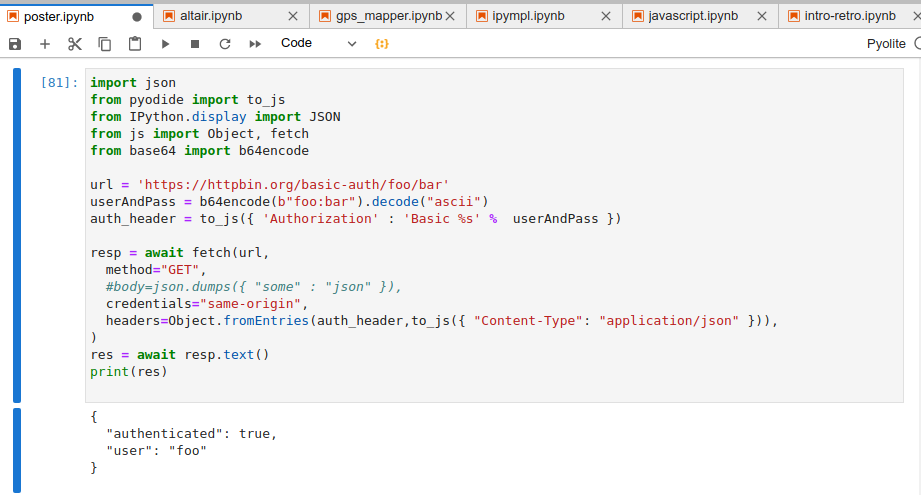 poster.ipynb altair.ipynb gps_mapper.ipynb ipympl.ipynb javascript.ipynb intro-retro.ipynb
Code Pyolite
[81]: import json
from pyodide import to_js
from IPython.display import JSON
from js import Object, fetch
from base64 import b64encode
url = 'https://httpbin.org/basic-auth/foo/bar'
userAndPass = b64encode(b"foo:bar").decode("ascii")
auth_header = to_js({ 'Authorization' : 'Basic %s' %  userAndPass })
resp = await fetch(url,
  method="GET",
  #body=json.dumps({ "some" : "json" }),
  credentials="same-origin",
  headers=Object.fromEntries(auth_header,to_js({ "Content-Type": "application/json" })),
)
res = await resp.text()
print(res)
{
  "authenticated": true,
  "user": "foo"
}